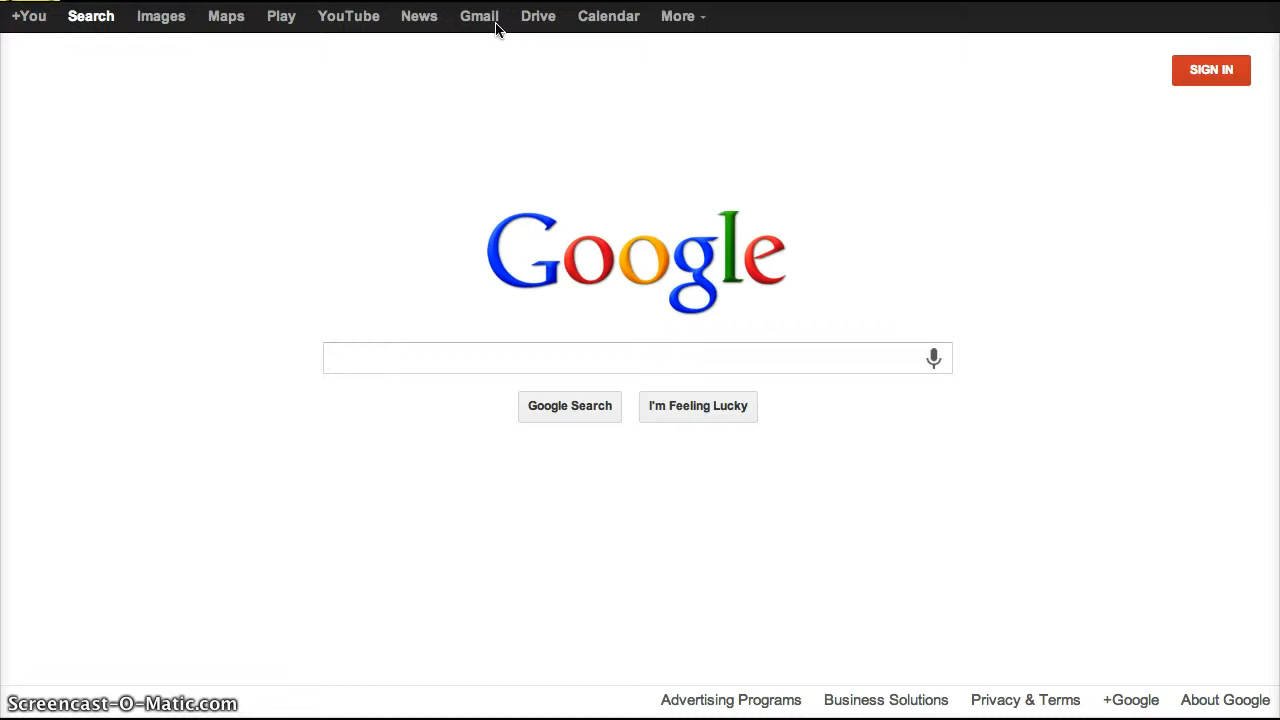 +You Search Images Maps Play YouTube News Gmail Drive Calendar More
SIGN IN
Google
Google Search I'm Feeling Lucky
Screencast-O-Matic.com Advertising Programs Business Solutions Privacy & Terms +Google About Google